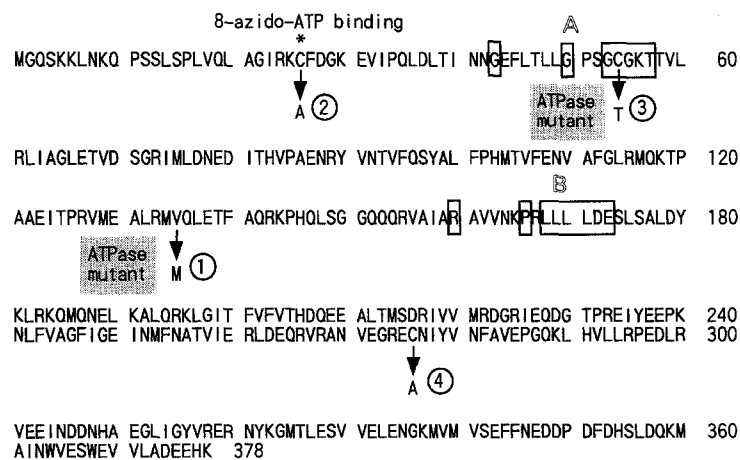 8-azido-ATP binding
*
A
MGQSKKLNKQ PSSLSPLVQL AGIRKCFDGK EVIPQLDLTI NNGEFLTLLG PSGCGKTTVL 60
A ②
ATPase mutant T ③
RLIAGLETVD SGRIMLDNED ITHVPAENRY VNTVFQSYAL FPHMTVFENV AFGLRMQKTP 120
B
AAEITPRVME ALRMVQLETF AQRKPHQLSG GQQQRVAIAR AVVNKPRLLL LDESLSALDY 180
ATPase mutant M ①
KLRKQMQNEL KALQRKLGIT FVFVTHDQEE ALTMSDRIVV MRDGRIEQDG TPREIYEEPK 240
NLFVAGFIGE INMFNATVIE RLDEQRVRAN VEGRECNIYV NFAVEPGQKL HVLLRPEDLR 300
A ④
VEEINDDNHA EGLIGYVRER NYKGMTLESV VELENGKMVM VSEFFNEDDP DFDHSLDQKM 360
AINWVESWEV VLADEEHK 378